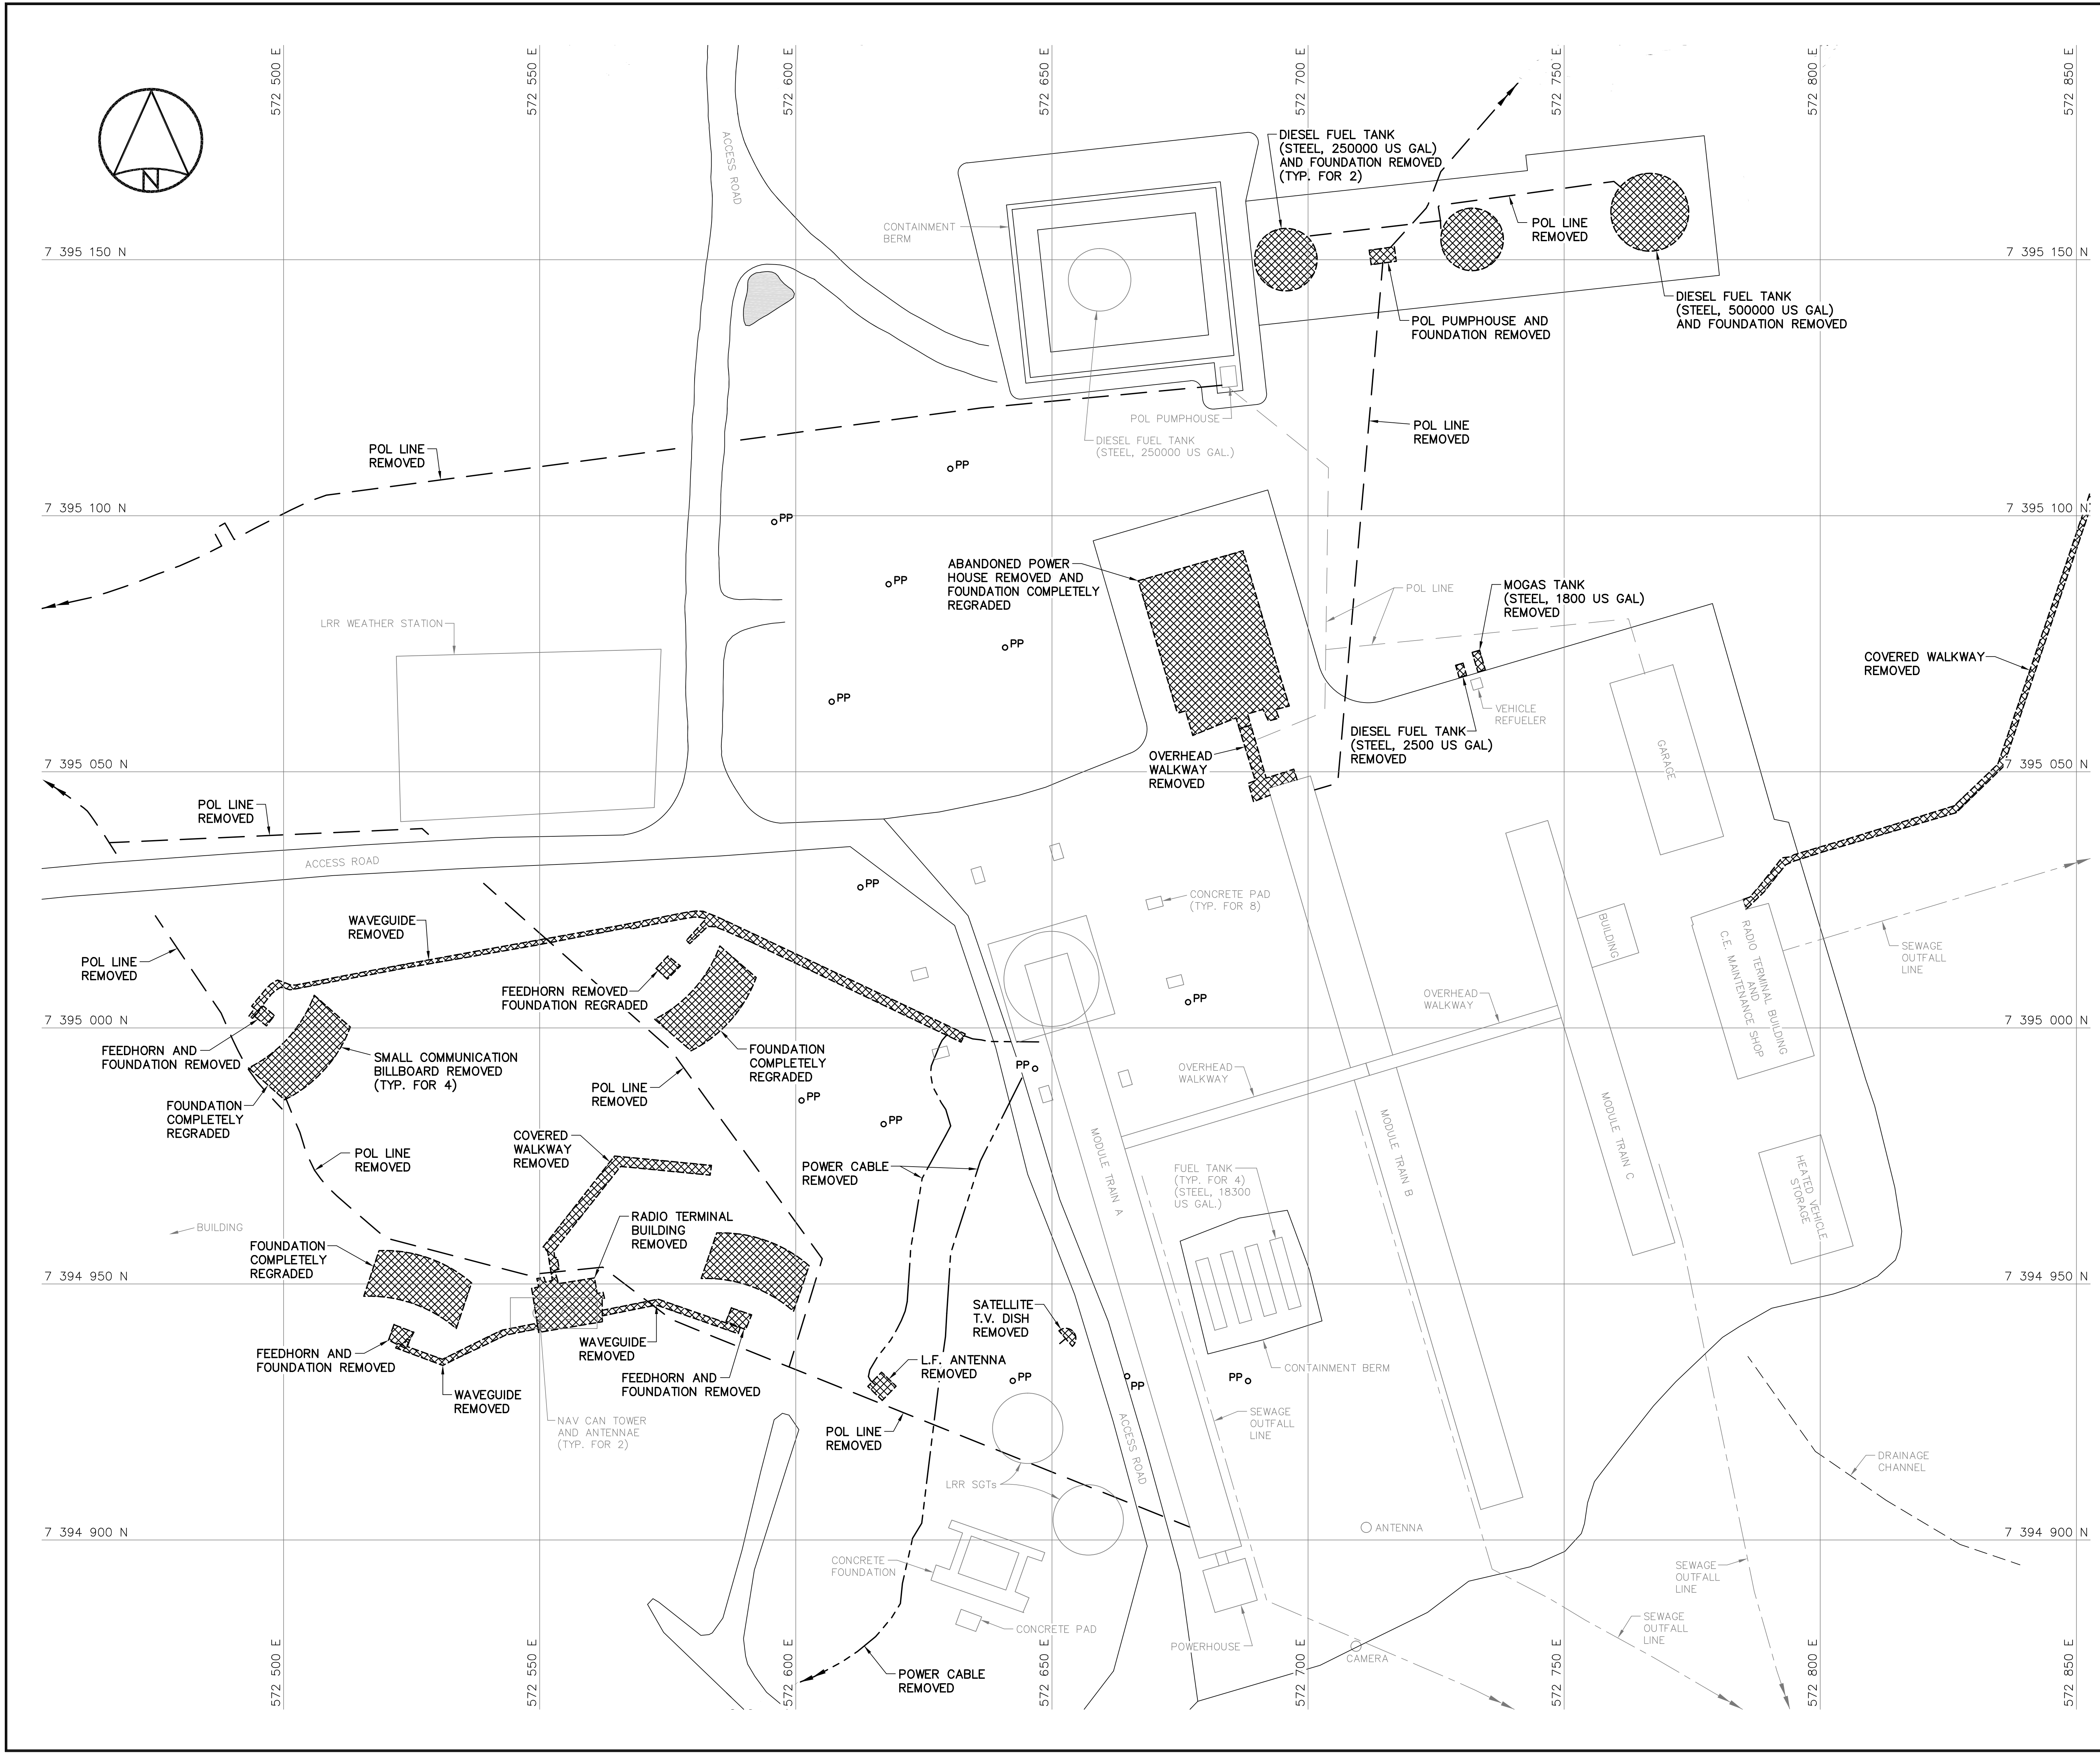 572 500 E
572 550 E
572 600 E
572 650 E
572 700 E
572 750 E
572 800 E
572 850 E
N
ACCESS ROAD
DIESEL FUEL TANK
(STEEL, 250000 US GAL)
AND FOUNDATION REMOVED
(TYP. FOR 2)
CONTAINMENT
BERM
POL LINE
REMOVED
7 395 150 N
7 395 150 N
DIESEL FUEL TANK
(STEEL, 500000 US GAL)
AND FOUNDATION REMOVED
POL PUMPHOUSE AND
FOUNDATION REMOVED
POL PUMPHOUSE
DIESEL FUEL TANK
(STEEL, 250000 US GAL.)
POL LINE
REMOVED
POL LINE
REMOVED
PP
7 395 100 N
7 395 100 N
PP
ABANDONED POWER
HOUSE REMOVED AND
FOUNDATION COMPLETELY
REGRADED
PP
POL LINE
MOGAS TANK
(STEEL, 1800 US GAL)
REMOVED
LRR WEATHER STATION
PP
COVERED WALKWAY
REMOVED
PP
VEHICLE
REFUELER
DIESEL FUEL TANK
(STEEL, 2500 US GAL)
REMOVED
OVERHEAD
WALKWAY
REMOVED
GARAGE
7 395 050 N
7 395 050 N
POL LINE
REMOVED
ACCESS ROAD
PP
CONCRETE PAD
(TYP. FOR 8)
WAVEGUIDE
REMOVED
BUILDING
RADIO TERMINAL BUILDING
AND
C.E. MAINTENANCE SHOP
SEWAGE
OUTFALL
LINE
POL LINE
REMOVED
FEEDHORN REMOVED
FOUNDATION REGRADED
PP
OVERHEAD
WALKWAY
7 395 000 N
7 395 000 N
FEEDHORN AND
FOUNDATION REMOVED
SMALL COMMUNICATION
BILLBOARD REMOVED
(TYP. FOR 4)
FOUNDATION
COMPLETELY
REGRADED
PP
OVERHEAD
WALKWAY
POL LINE
REMOVED
PP
FOUNDATION
COMPLETELY
REGRADED
PP
MODULE TRAIN A
MODULE TRAIN B
MODULE TRAIN C
COVERED
WALKWAY
REMOVED
POL LINE
REMOVED
POWER CABLE
REMOVED
FUEL TANK
(TYP. FOR 4)
(STEEL, 18300
US GAL.)
HEATED VEHICLE
STORAGE
BUILDING
RADIO TERMINAL
BUILDING
REMOVED
FOUNDATION
COMPLETELY
REGRADED
7 394 950 N
7 394 950 N
SATELLITE
T.V. DISH
REMOVED
WAVEGUIDE
REMOVED
FEEDHORN AND
FOUNDATION REMOVED
L.F. ANTENNA
REMOVED
CONTAINMENT BERM
FEEDHORN AND
FOUNDATION REMOVED
PP
PP
PP
WAVEGUIDE
REMOVED
NAV CAN TOWER
AND ANTENNAE
(TYP. FOR 2)
POL LINE
REMOVED
SEWAGE
OUTFALL
LINE
ACCESS ROAD
DRAINAGE
CHANNEL
LRR SGTs
7 394 900 N
7 394 900 N
ANTENNA
CONCRETE
FOUNDATION
SEWAGE
OUTFALL
LINE
CONCRETE PAD
SEWAGE
OUTFALL
LINE
POWERHOUSE
CAMERA
POWER CABLE
REMOVED
572 500 E
572 550 E
572 600 E
572 650 E
572 700 E
572 750 E
572 800 E
572 850 E